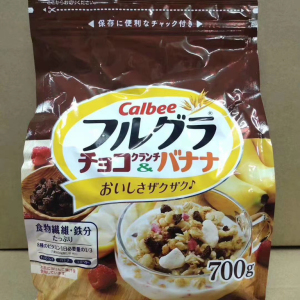 保存に便利なチャック付き
Calbee
フルグラ
チョコクランチ&バナナ
おいしさザクザク♪
食物繊維・鉄分
たっぷり
700g